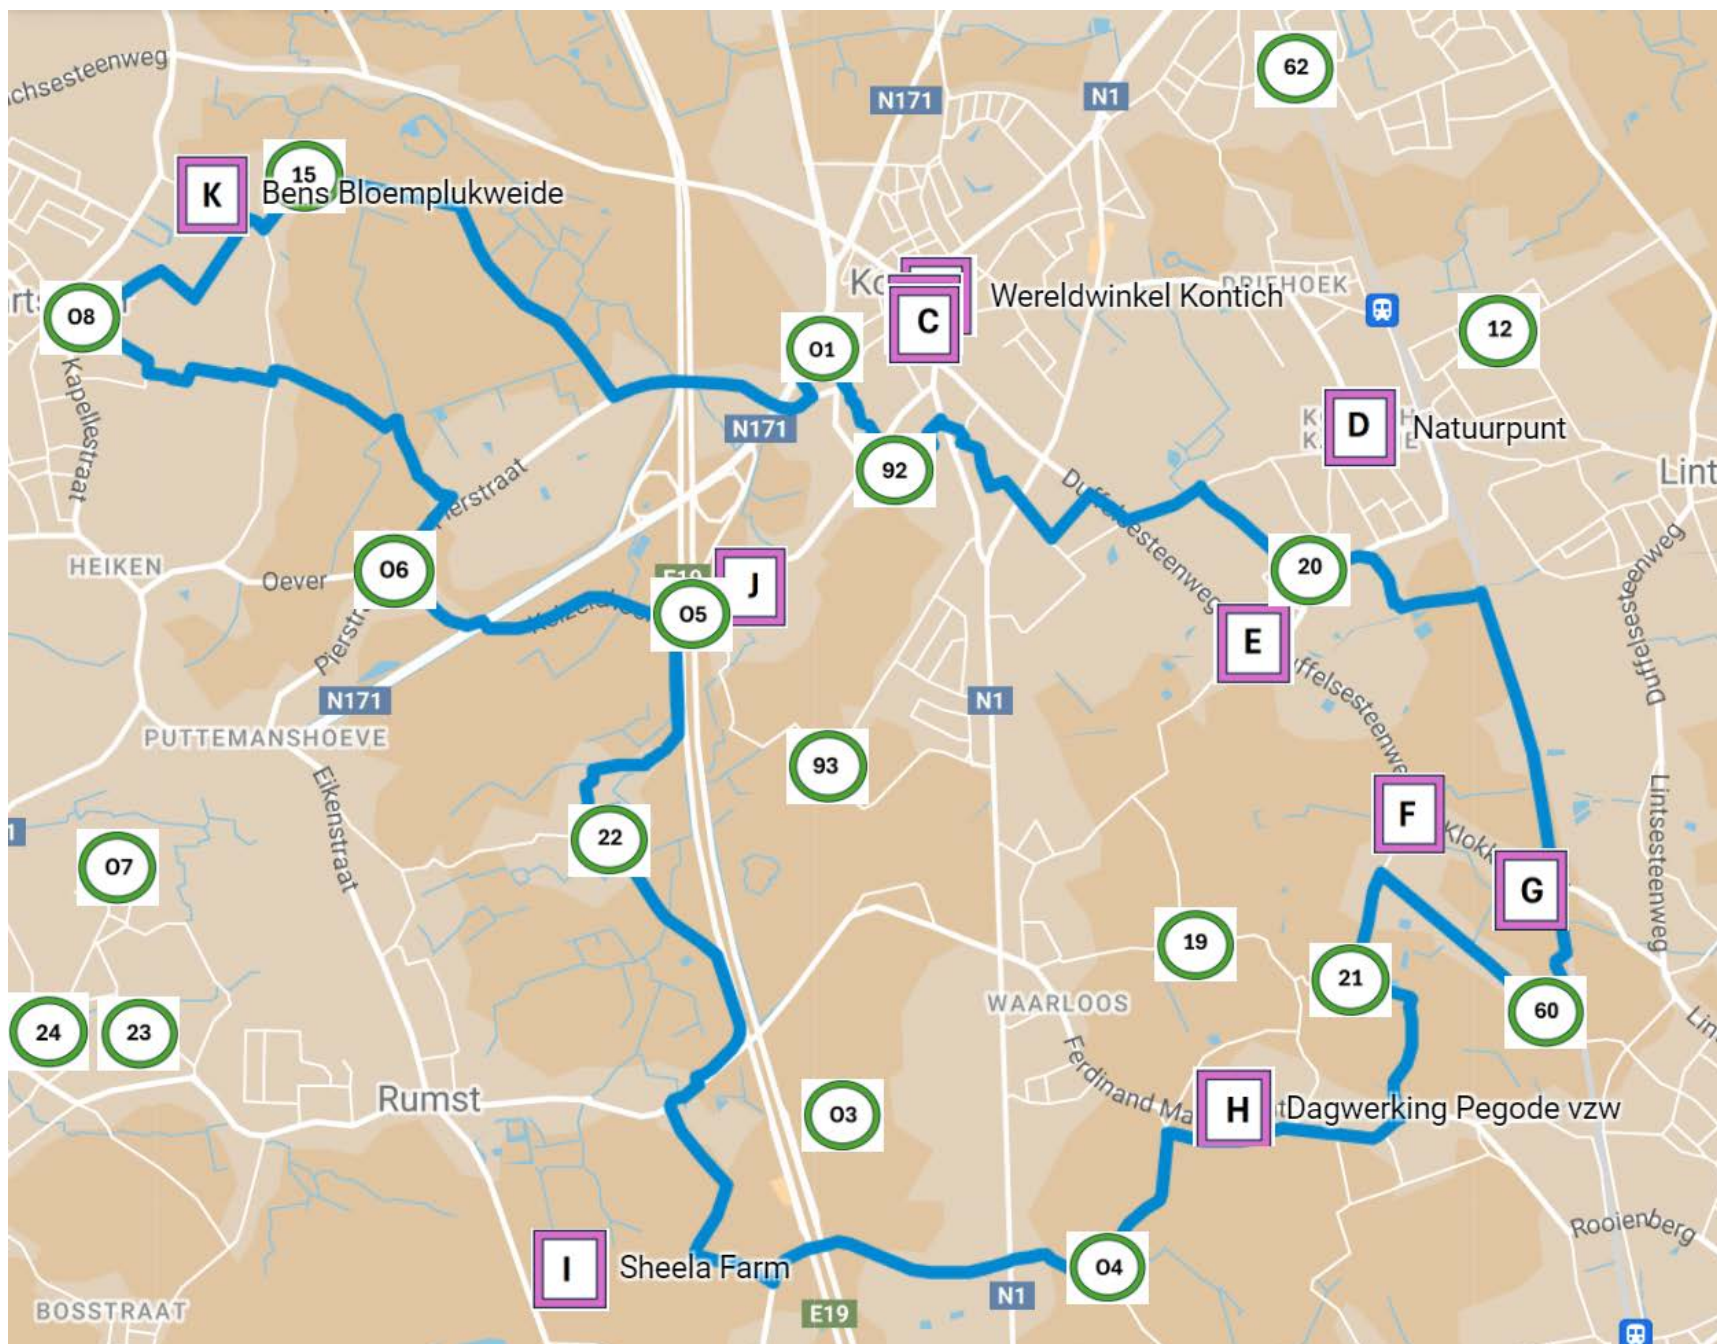 62
N171
N1
15
K
Bens Bloemplukweide
08
01
C
Wereldwinkel Kontich
DRIEHOEK
12
Kapellestraat
N171
92
D
Natuurpunt
Lint
Pierstraat
Duffelsesteenweg
HEIKEN
Oever
06
E19
J
05
20
E
Duffelsesteenweg
N171
N1
PUTTEMANSHOEVE
93
F
Eikenstraat
22
07
G
Lintsesteenweg
19
21
60
24
23
WAARLOOS
Rumst
03
H
Dagwerking Pegode vzw
Rooienberg
I
Sheela Farm
04
N1
E19
BOSSTRAAT